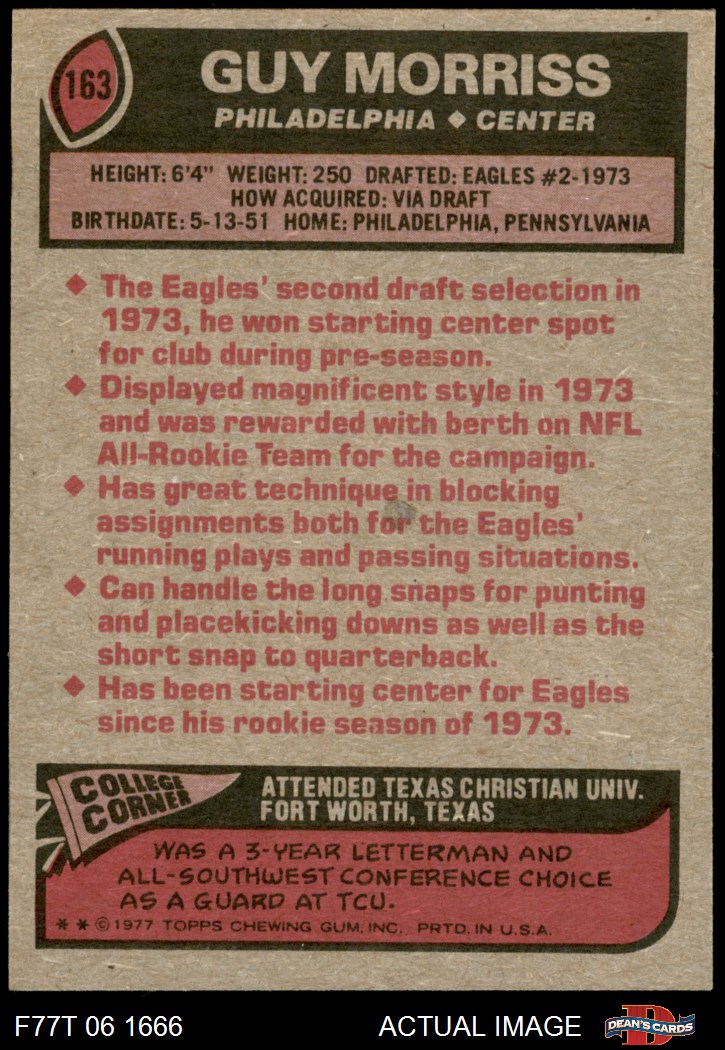 163
GUY MORRISS
PHILADELPHIA ◆ CENTER
HEIGHT: 6'4" WEIGHT: 250 DRAFTED: EAGLES #2-1973
HOW ACQUIRED: VIA DRAFT
BIRTHDATE: 5-13-51 HOME: PHILADELPHIA, PENNSYLVANIA
◆ The Eagles' second draft selection in
1973, he won starting center spot
for club during pre-season.
◆ Displayed magnificent style in 1973
and was rewarded with berth on NFL
All-Rookie Team for the campaign.
◆ Has great technique in blocking
assignments both for the Eagles'
running plays and passing situations.
◆ Can handle the long snaps for punting
and placekicking downs as well as the
short snap to quarterback.
◆ Has been starting center for Eagles
since his rookie season of 1973.
COLLEGE
CORNER
ATTENDED TEXAS CHRISTIAN UNIV.
FORT WORTH, TEXAS
WAS A 3-YEAR LETTERMAN AND
ALL-SOUTHWEST CONFERENCE CHOICE
AS A GUARD AT TCU.
* * © 1977 TOPPS CHEWING GUM, INC. PRTD. IN U.S.A.
F77T 06 1666
ACTUAL IMAGE
D
DEAN'S CARDS